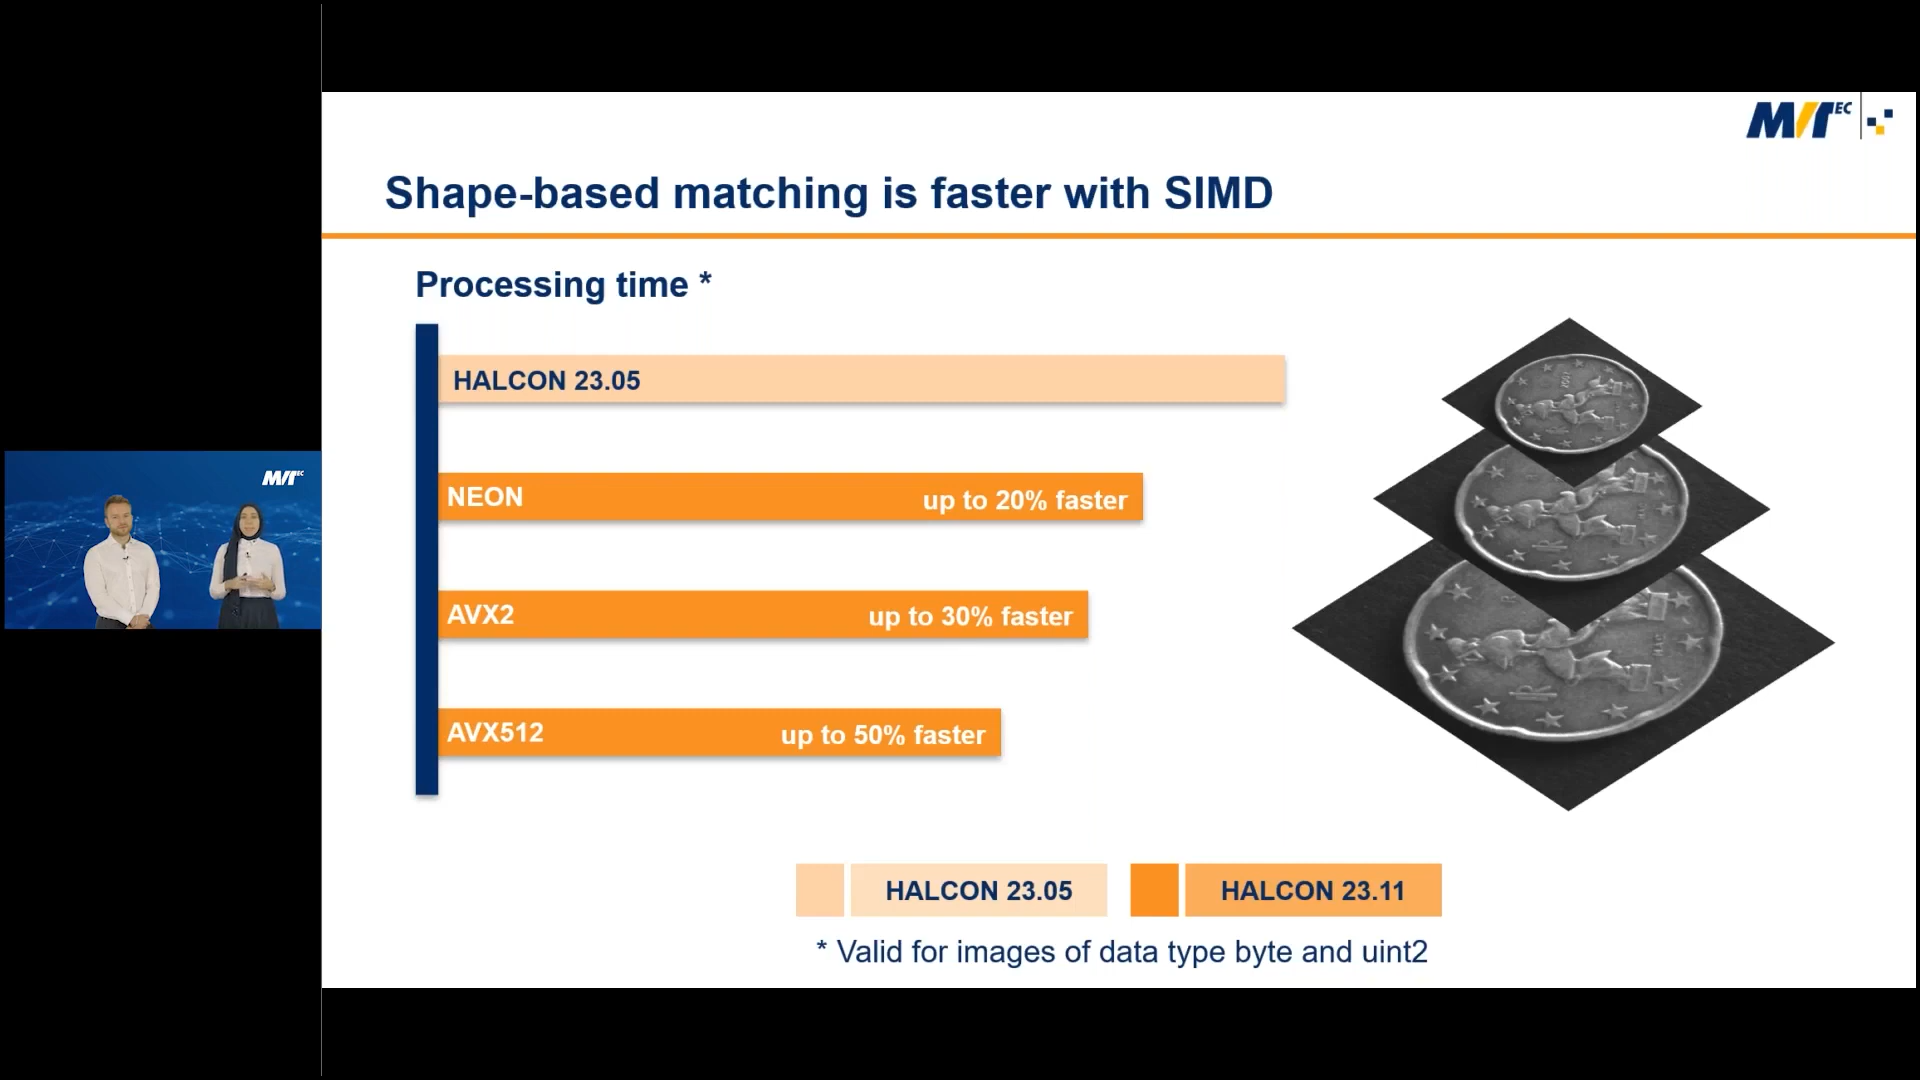 MVTEC
Shape-based matching is faster with SIMD
Processing time *
HALCON 23.05
NEON up to 20% faster
AVX2 up to 30% faster
AVX512 up to 50% faster
HALCON 23.05 HALCON 23.11
* Valid for images of data type byte and uint2
MVTEC